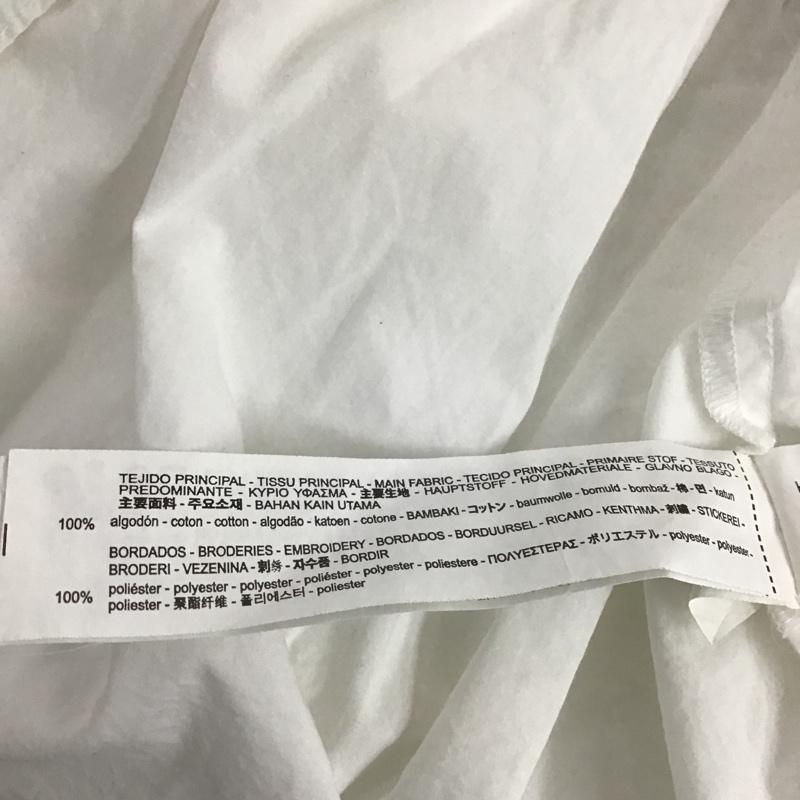 TEJIDO PRINCIPAL - TISSU PRINCIPAL - MAIN FABRIC - TECIDO PRINCIPAL - PRIMAIRE STOF - TESSUTO
PREDOMINANTE - ΚΥΡΙΟ ΥΦΑΣΜΑ - 主要生地 - HAUPTSTOFF - HOVEDMATERIALE - GLAVNO BLAGO -
主要面料 - 주요소재 - BAHAN KAIN UTAMA
100% algodón - coton - cotton - algodão - katoen - cotone - BAMBAKI - コットン - baumwolle - bomuld - bombaž - 棉 - 면 - katun
BORDADOS - BRODERIES - EMBROIDERY - BORDADOS - BORDUURSEL - RICAMO - ΚΕΝΤΗΜΑ - 刺繍 - STICKEREI -
BRODERI - VEZENINA - 刺绣 - 자수품 - BORDIR
100% poliéster - polyester - polyester - poliéster - polyester - poliestere - ΠΟΛΥΕΣΤΕΡΑΣ - ポリエステル - polyester - polyester -
poliester - 聚酯纤维 - 폴리에스터 - poliester